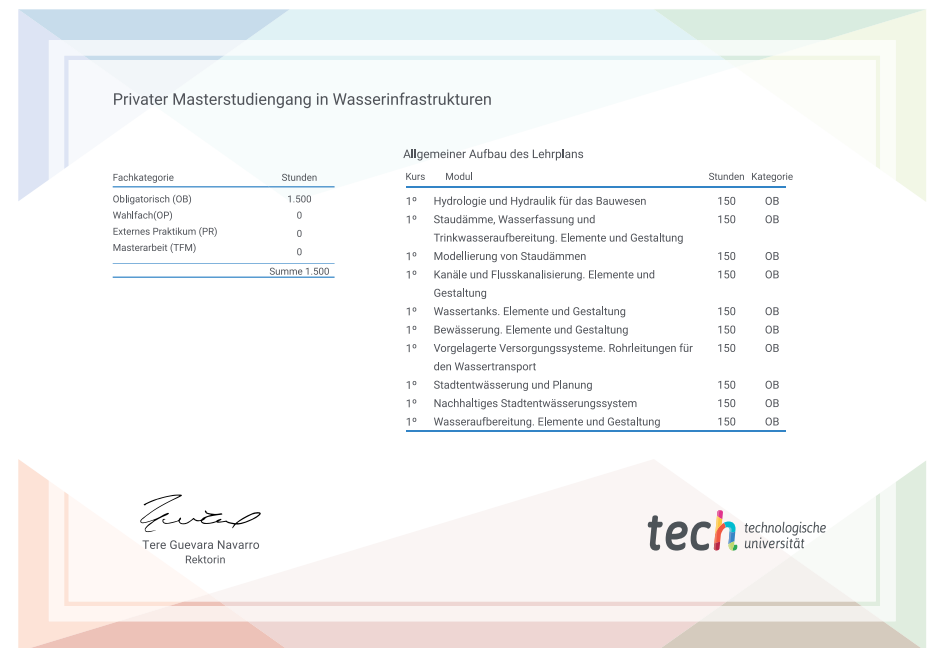 Privater Masterstudiengang in Wasserinfrastrukturen
Fachkategorie Stunden
Obligatorisch (OB) 1.500
Wahlfach(OP) 0
Externes Praktikum (PR) 0
Masterarbeit (TFM) 0
Summe 1.500
Allgemeiner Aufbau des Lehrplans
Kurs Modul Stunden Kategorie
1º Hydrologie und Hydraulik für das Bauwesen 150 OB
1º Staudämme, Wasserfassung und 150 OB
Trinkwasseraufbereitung. Elemente und Gestaltung
1º Modellierung von Staudämmen 150 OB
1º Kanäle und Flusskanalisierung. Elemente und 150 OB
Gestaltung
1º Wassertanks. Elemente und Gestaltung 150 OB
1º Bewässerung. Elemente und Gestaltung 150 OB
1º Vorgelagerte Versorgungssysteme. Rohrleitungen für 150 OB
den Wassertransport
1º Stadtentwässerung und Planung 150 OB
1º Nachhaltiges Stadtentwässerungssystem 150 OB
1º Wasseraufbereitung. Elemente und Gestaltung 150 OB
Tere Guevara Navarro
Rektorin
tech technologische
universität